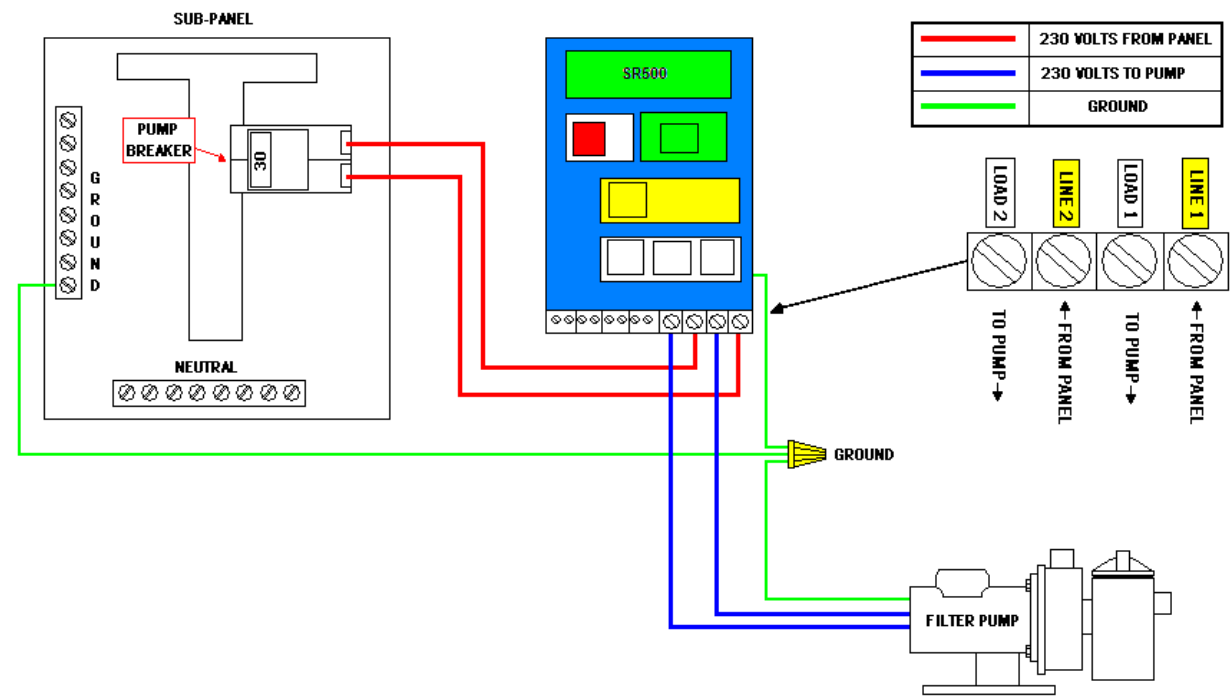 SUB-PANEL
PUMP
BREAKER
30
GROUND
NEUTRAL
SR500
230 VOLTS FROM PANEL
230 VOLTS TO PUMP
GROUND
LOAD 2
LINE 2
LOAD 1
LINE 1
TO PUMP→
←FROM PANEL
TO PUMP→
←FROM PANEL
GROUND
FILTER PUMP